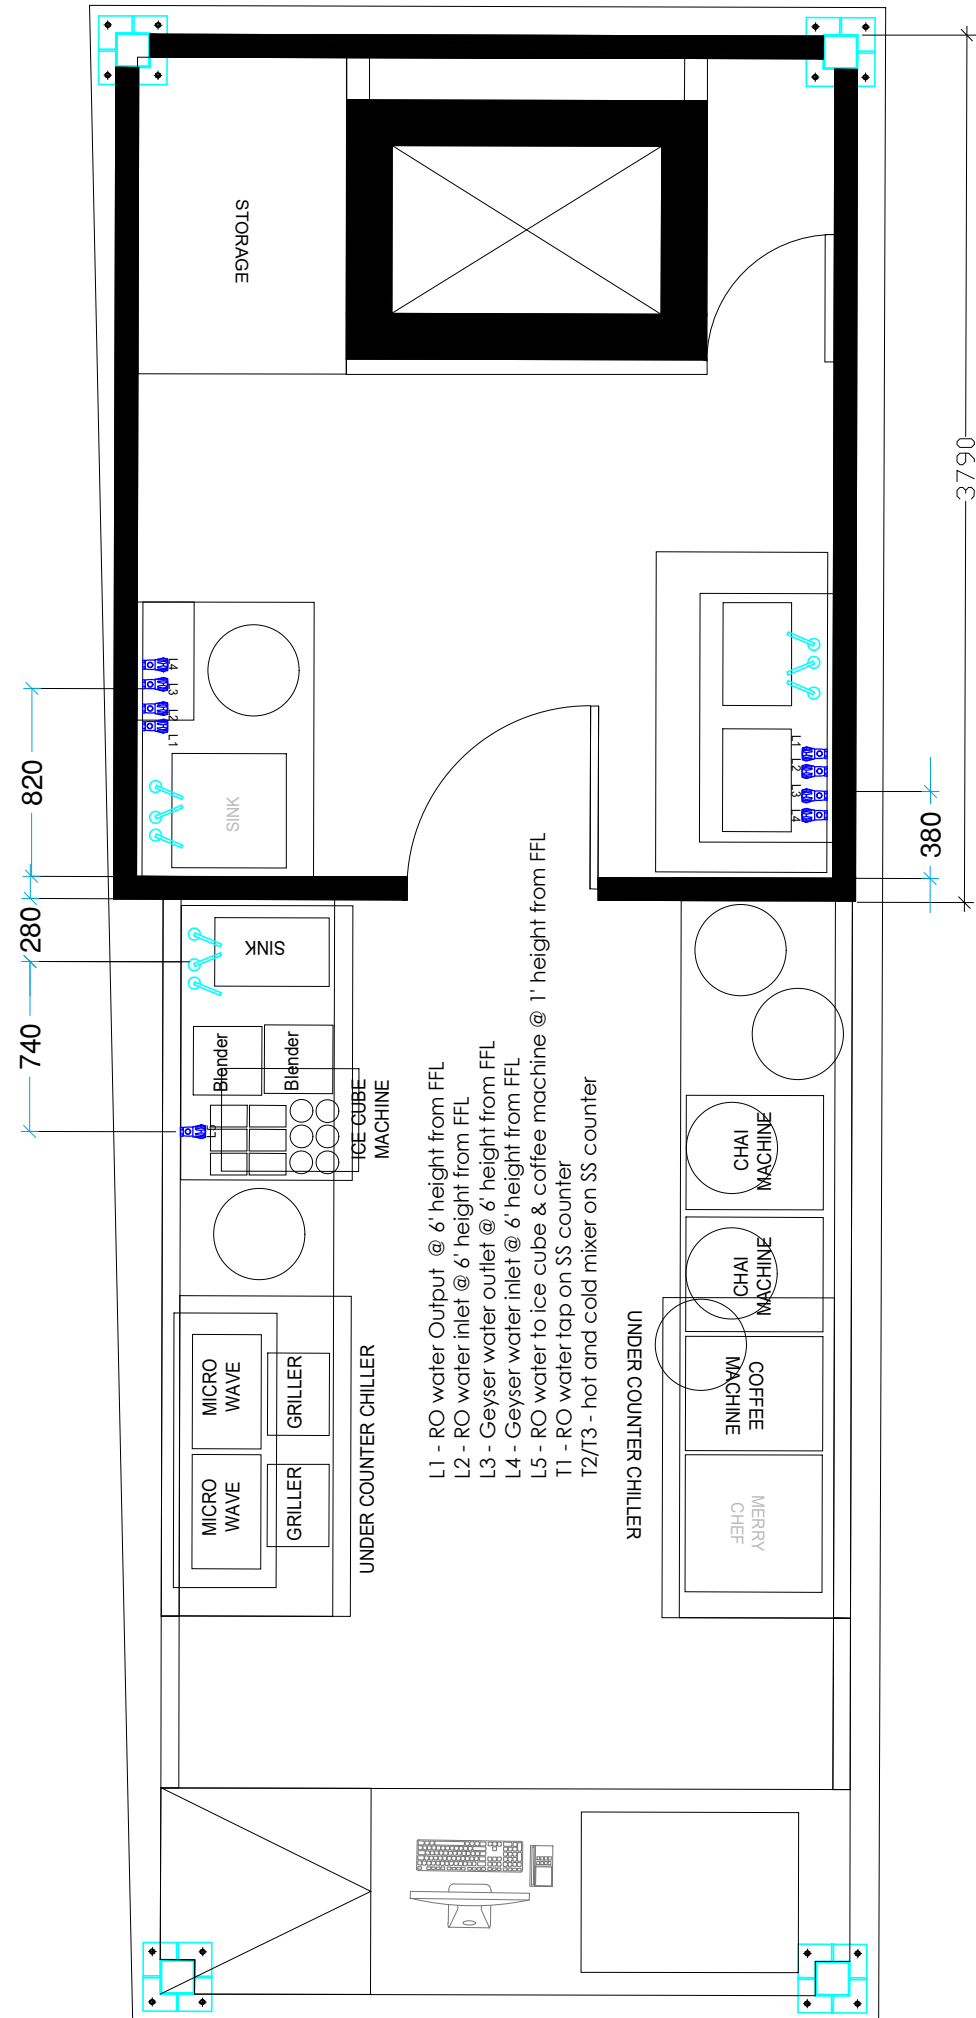 STORAGE
3790
L4
L3
L2
L1
SINK
L1
L2
L3
L4
820
280
740
380
SINK
Blender
Blender
L5
ICE CUBE
MACHINE
CHAI
MACHINE
CHAI
MACHINE
COFFEE
MACHINE
MERRY
CHEF
UNDER COUNTER CHILLER
MICRO
WAVE
GRILLER
MICRO
WAVE
GRILLER
UNDER COUNTER CHILLER
L1 - RO water Output @ 6' height from FFL
L2 - RO water inlet @ 6' height from FFL
L3 - Geyser water outlet @ 6' height from FFL
L4 - Geyser water inlet @ 6' height from FFL
L5 - RO water to ice cube & coffee machine @ 1' height from FFL
T1 - RO water tap on SS counter
T2/T3 - hot and cold mixer on SS counter